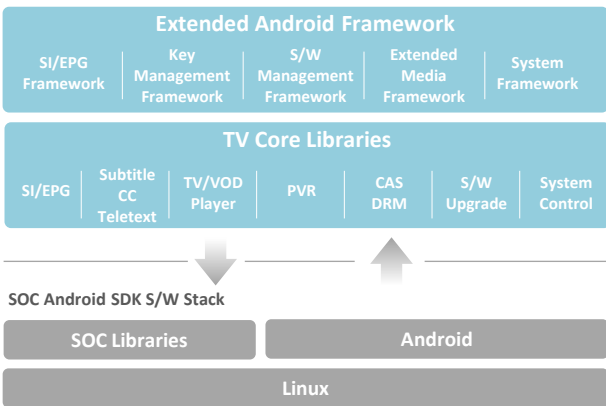 Extended Android Framework
SI/EPG
Framework
Key
Management
Framework
S/W
Management
Framework
Extended
Media
Framework
System
Framework
TV Core Libraries
SI/EPG
Subtitle
CC
Teletext
TV/VOD
Player
PVR
CAS
DRM
S/W
Upgrade
System
Control
SOC Android SDK S/W Stack
SOC Libraries
Android
Linux